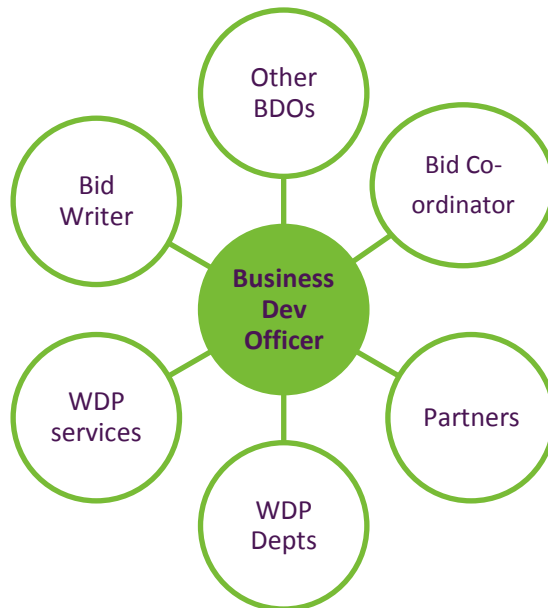 Other
BDOs
Bid Co-
ordinator
Bid
Writer
Business
Dev
Officer
WDP
services
Partners
WDP
Depts